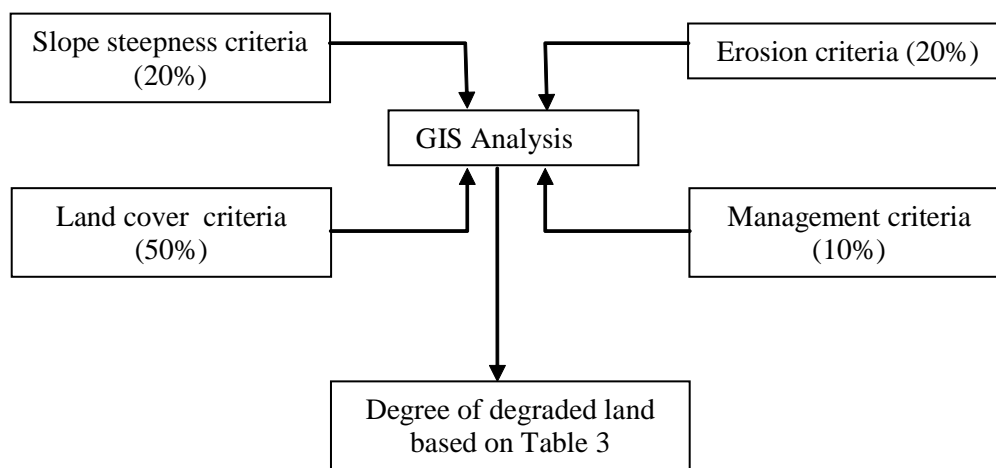 Slope steepness criteria
(20%)
Erosion criteria (20%)
GIS Analysis
Land cover criteria
(50%)
Management criteria
(10%)
Degree of degraded land
based on Table 3